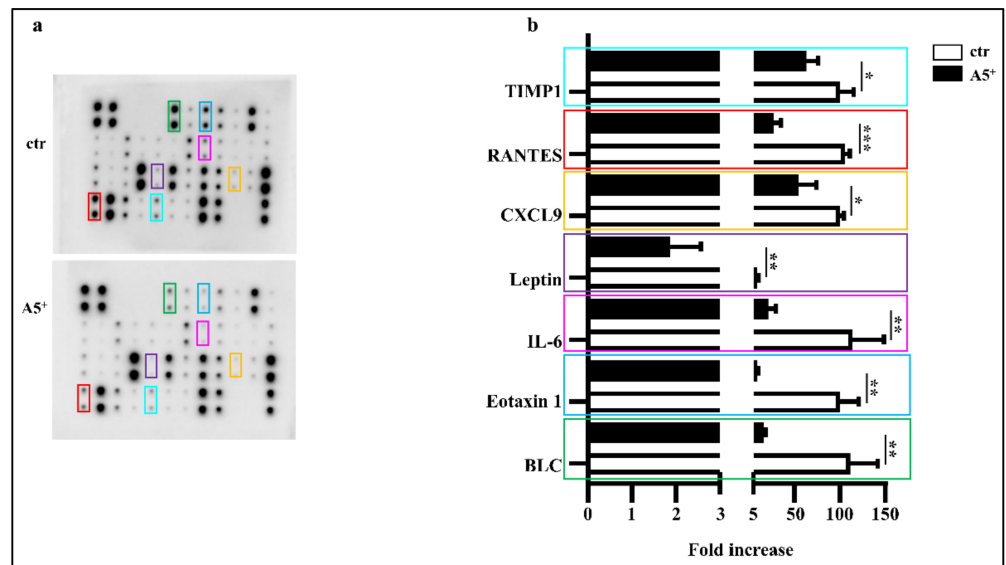 a
b
ctr
A5⁺
ctr
A5⁺
TIMP1
*
RANTES
***
CXCL9
*
Leptin
**
IL-6
**
Eotaxin 1
**
BLC
**
0 1 2 3 5 50 100 150
Fold increase